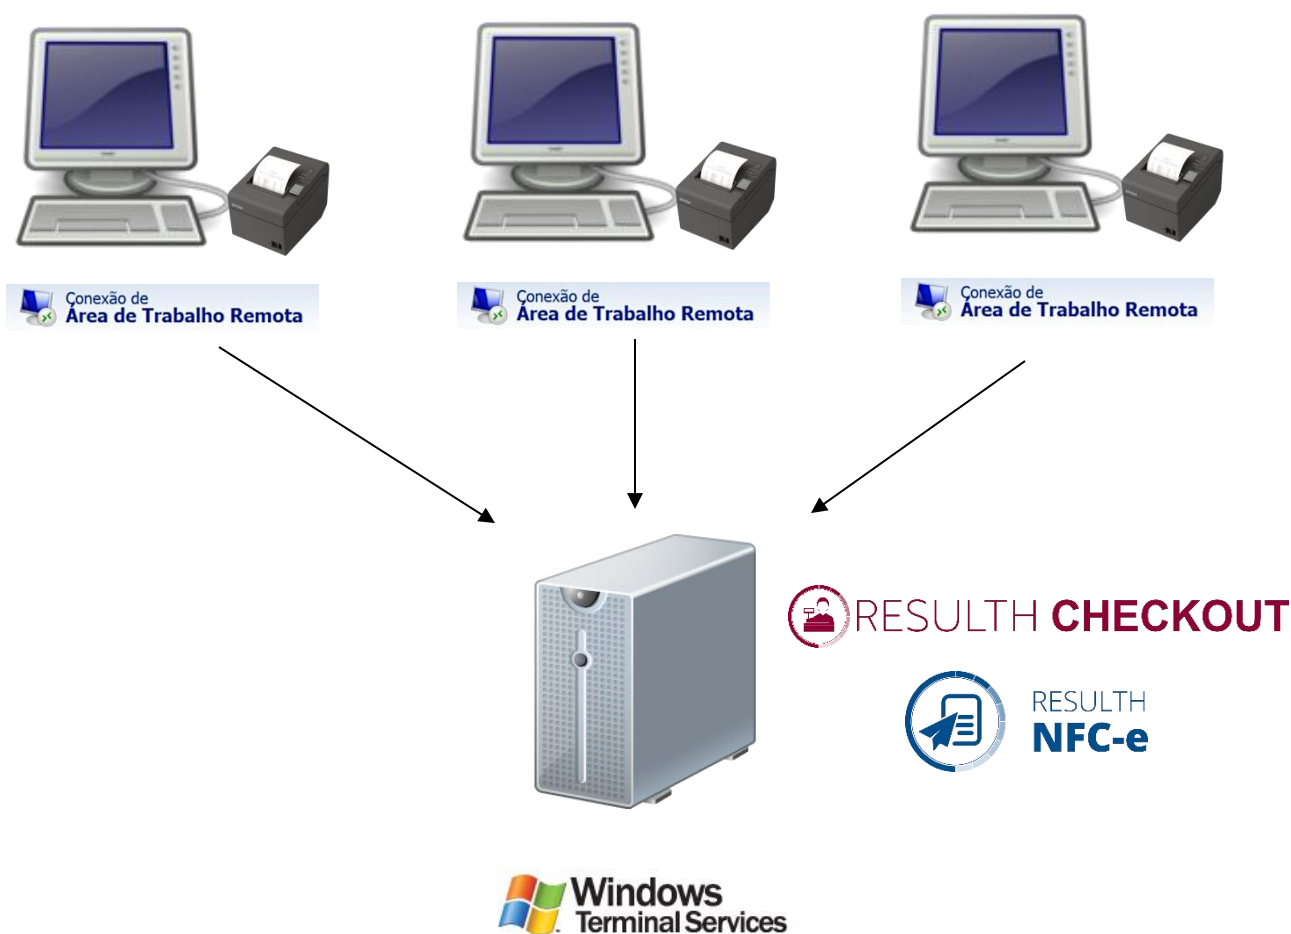 Conexão de
Área de Trabalho Remota
Conexão de
Área de Trabalho Remota
Conexão de
Área de Trabalho Remota
RESULTH CHECKOUT
RESULTH
NFC-e
Windows
Terminal Services